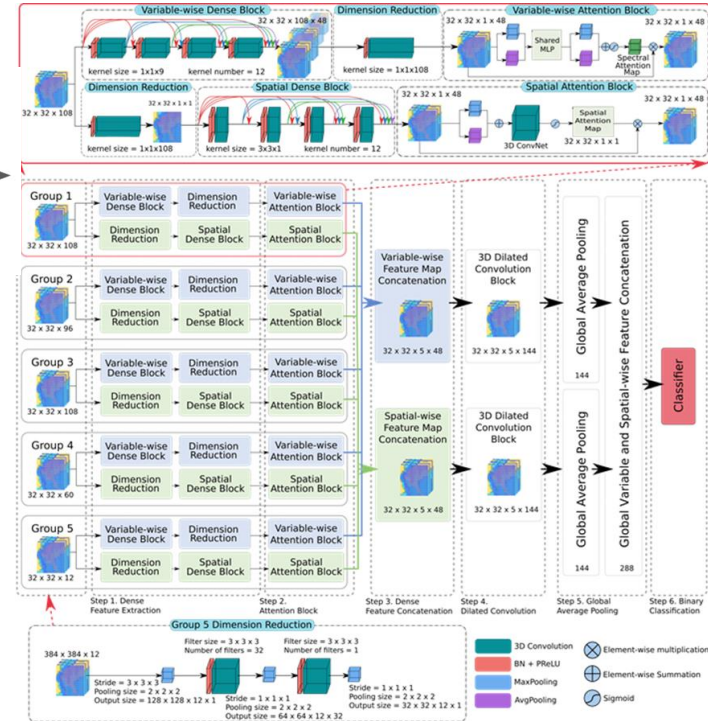 Variable-wise Dense Block
32 x 32 x 108 x 48
Dimension Reduction
Variable-wise Attention Block
32 x 32 x 1 x 48
32 x 32 x 1 x 48
Shared
MLP
Spectral
Attention
Map
kernel size = 1x1x9
kernel number = 12
kernel size = 1x1x108
32 x 32 x 108
Dimension Reduction
32 x 32 x 1 x 1
kernel size = 1x1x108
Spatial Dense Block
kernel size = 3x3x1
kernel number = 12
Spatial Attention Block
32 x 32 x 1 x 48
32 x 32 x 1 x 48
3D ConvNet
Spatial
Attention
Map
32 x 32 x 1 x 1
Group 1
32 x 32 x 108
Variable-wise
Dense Block
Dimension
Reduction
Variable-wise
Attention Block
Dimension
Reduction
Spatial
Dense Block
Spatial
Attention Block
Group 2
32 x 32 x 96
Variable-wise
Dense Block
Dimension
Reduction
Variable-wise
Attention Block
Dimension
Reduction
Spatial
Dense Block
Spatial
Attention Block
Group 3
32 x 32 x 108
Variable-wise
Dense Block
Dimension
Reduction
Variable-wise
Attention Block
Dimension
Reduction
Spatial
Dense Block
Spatial
Attention Block
Group 4
32 x 32 x 60
Variable-wise
Dense Block
Dimension
Reduction
Variable-wise
Attention Block
Dimension
Reduction
Spatial
Dense Block
Spatial
Attention Block
Group 5
32 x 32 x 12
Variable-wise
Dense Block
Dimension
Reduction
Variable-wise
Attention Block
Dimension
Reduction
Spatial
Dense Block
Spatial
Attention Block
Variable-wise
Feature Map
Concatenation
32 x 32 x 5 x 48
3D Dilated
Convolution
Block
32 x 32 x 5 x 144
Spatial-wise
Feature Map
Concatenation
32 x 32 x 5 x 48
3D Dilated
Convolution
Block
32 x 32 x 5 x 144
Global Average Pooling
144
Global Average Pooling
144
Global Variable and Spatial-wise Feature Concatenation
288
Classifier
Step 1. Dense
Feature Extraction
Step 2.
Attention Block
Step 3. Dense
Feature Concatenation
Step 4.
Dilated Convolution
Step 5. Global
Average Pooling
Step 6. Binary
Classification
Group 5 Dimension Reduction
384 x 384 x 12
Stride = 3 x 3 x 3
Pooling size = 2 x 2 x 2
Output size = 128 x 128 x 12 x 1
Filter size = 3 x 3 x 3
Number of filters = 32
Stride = 1 x 1 x 1
Pooling size = 2 x 2 x 2
Output size = 64 x 64 x 12 x 32
Filter size = 3 x 3 x 3
Number of filters = 1
Stride = 1 x 1 x 1
Pooling size = 2 x 2 x 2
Output size = 32 x 32 x 12 x 1
3D Convolution
BN + PReLU
MaxPooling
AvgPooling
Element-wise multiplication
Element-wise Summation
Sigmoid